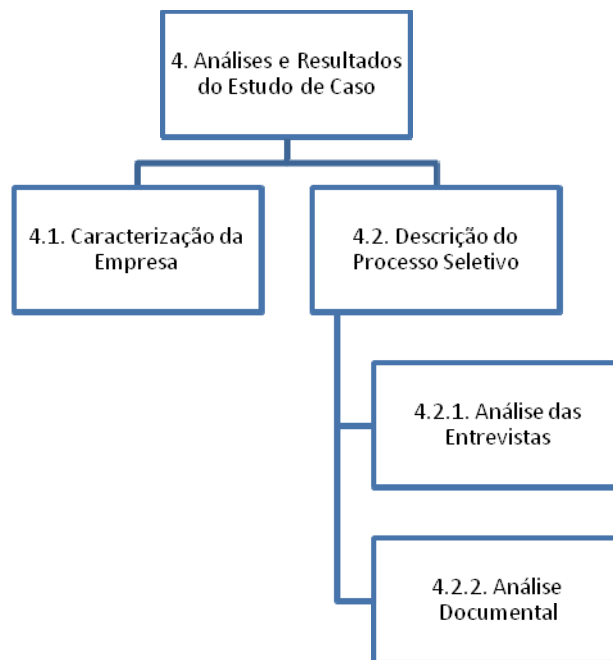 4. Análises e Resultados
do Estudo de Caso
4.1. Caracterização da
Empresa
4.2. Descrição do
Processo Seletivo
4.2.1. Análise das
Entrevistas
4.2.2. Análise
Documental